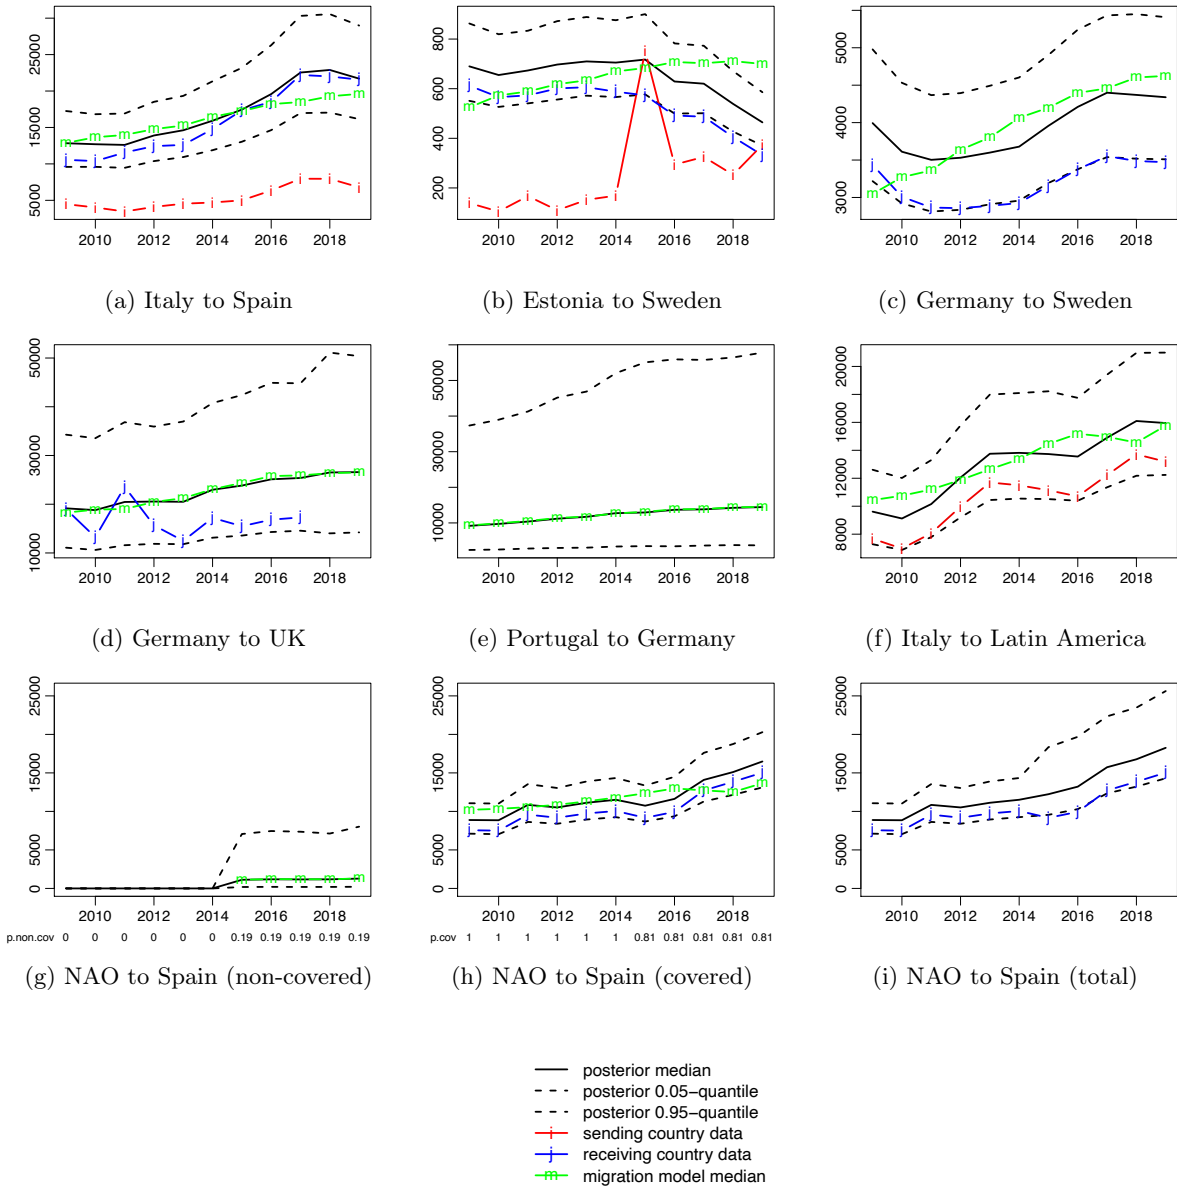 25000
15000
5000
2010 2012 2014 2016 2018
(a) Italy to Spain
800
600
400
200
2010 2012 2014 2016 2018
(b) Estonia to Sweden
5000
4000
3000
2010 2012 2014 2016 2018
(c) Germany to Sweden
50000
30000
10000
2010 2012 2014 2016 2018
(d) Germany to UK
50000
30000
10000
2010 2012 2014 2016 2018
(e) Portugal to Germany
20000
16000
12000
8000
2010 2012 2014 2016 2018
(f) Italy to Latin America
25000
15000
5000
0
2010 2012 2014 2016 2018
p.non.cov 0 0 0 0 0 0 0.19 0.19 0.19 0.19 0.19
(g) NAO to Spain (non-covered)
25000
15000
5000
0
2010 2012 2014 2016 2018
p.cov 1 1 1 1 1 1 0.81 0.81 0.81 0.81 0.81
(h) NAO to Spain (covered)
25000
15000
5000
0
2010 2012 2014 2016 2018
(i) NAO to Spain (total)
posterior median
posterior 0.05−quantile
posterior 0.95−quantile
i sending country data
j receiving country data
m migration model median